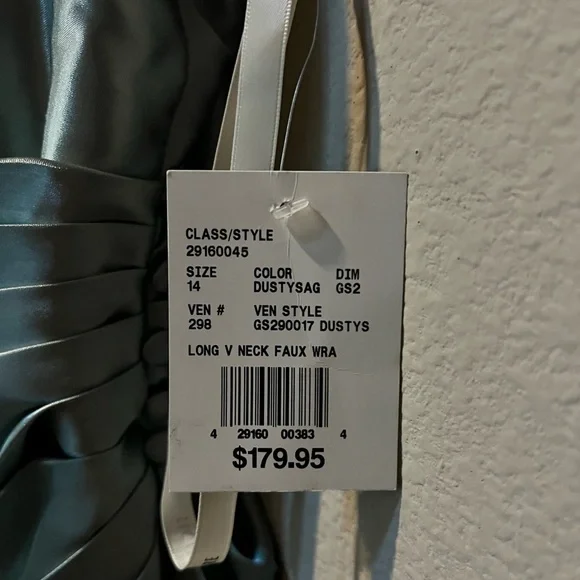 CLASS/STYLE
29160045
SIZE COLOR DIM
14 DUSTYSAG GS2
VEN # VEN STYLE
298 GS290017 DUSTYS
LONG V NECK FAUX WRA
4 29160 00383 4
$179.95